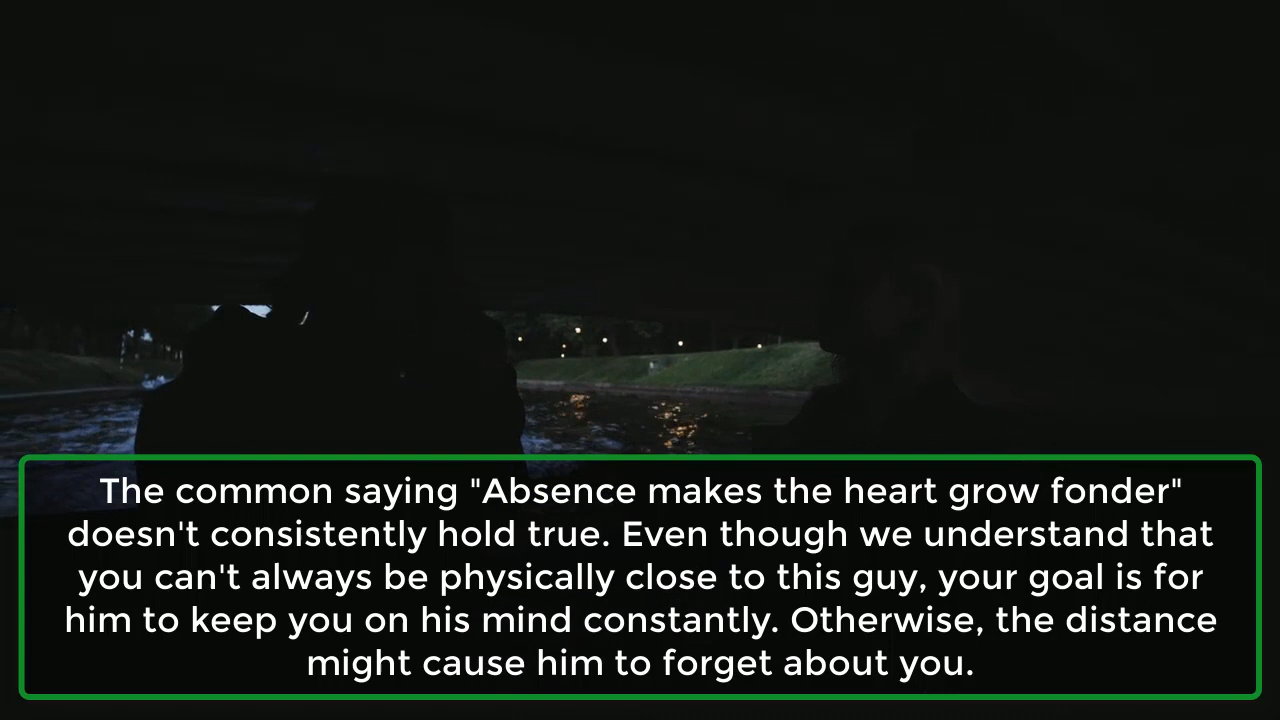 The common saying "Absence makes the heart grow fonder"
doesn't consistently hold true. Even though we understand that
you can't always be physically close to this guy, your goal is for
him to keep you on his mind constantly. Otherwise, the distance
might cause him to forget about you.